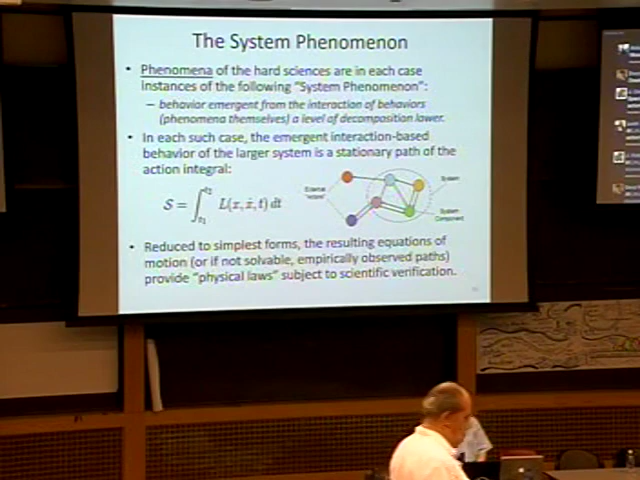 The System Phenomenon
• Phenomena of the hard sciences are in each case
instances of the following "System Phenomenon":
– behavior emergent from the interaction of behaviors
(phenomena themselves) a level of decomposition lower.
• In each such case, the emergent interaction-based
behavior of the larger system is a stationary path of the
action integral:
S = ∫_{t₁}^{t₂} L(x, ẋ, t) dt
External
"actors"
System
System
Component
• Reduced to simplest forms, the resulting equations of
motion (or if not solvable, empirically observed paths)
provide "physical laws" subject to scientific verification.